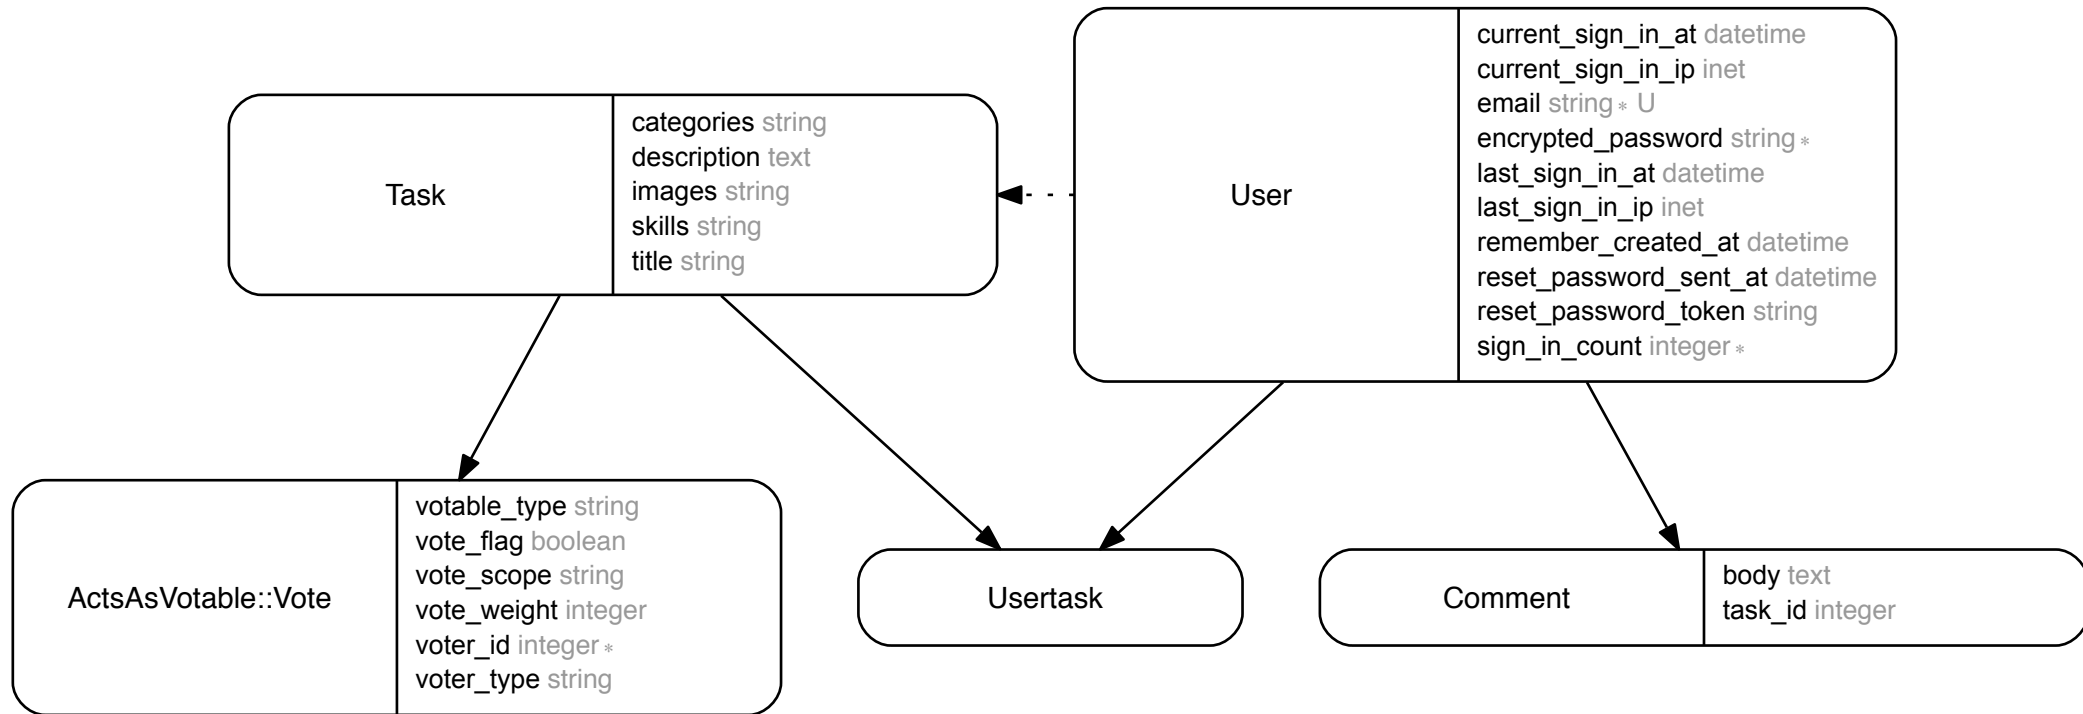 Task
categories string
description text
images string
skills string
title string
User
current_sign_in_at datetime
current_sign_in_ip inet
email string * U
encrypted_password string *
last_sign_in_at datetime
last_sign_in_ip inet
remember_created_at datetime
reset_password_sent_at datetime
reset_password_token string
sign_in_count integer *
ActsAsVotable::Vote
votable_type string
vote_flag boolean
vote_scope string
vote_weight integer
voter_id integer *
voter_type string
Usertask
Comment
body text
task_id integer